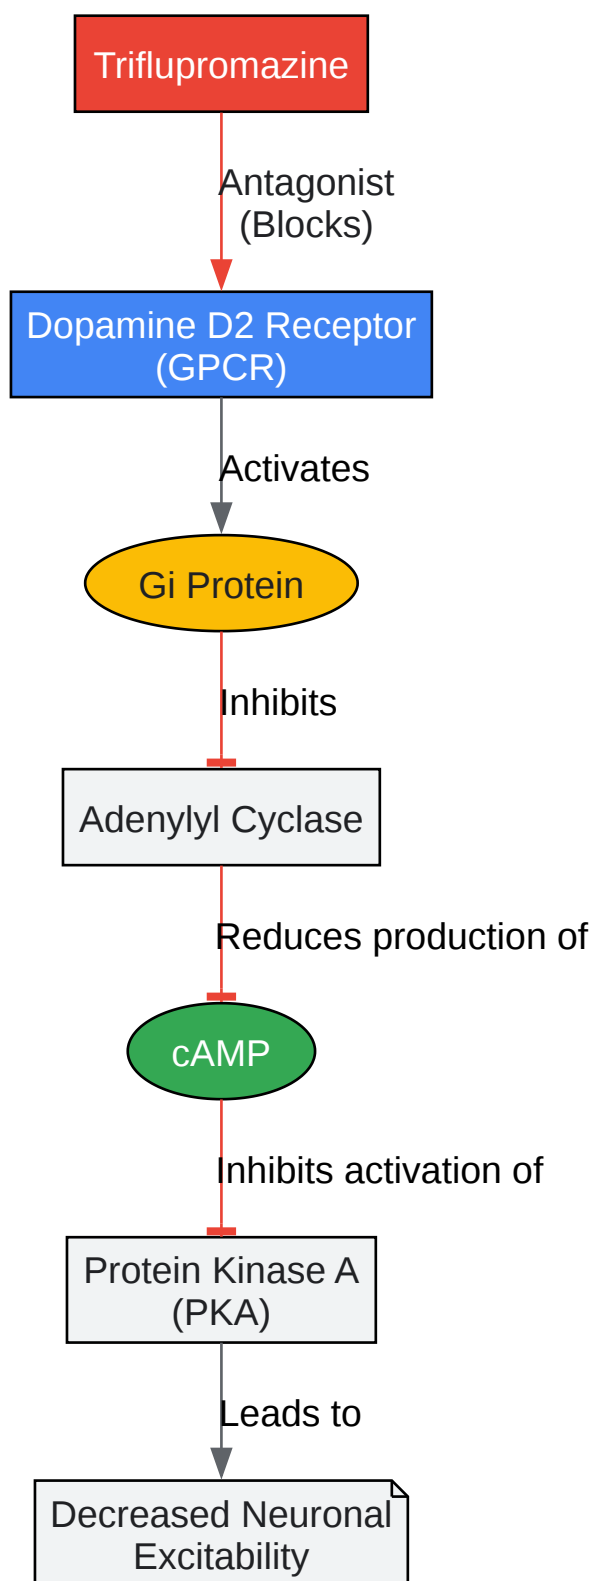 Triflupromazine
Antagonist
(Blocks)
Dopamine D2 Receptor
(GPCR)
Activates
Gi Protein
Inhibits
Adenylyl Cyclase
Reduces production of
cAMP
Inhibits activation of
Protein Kinase A
(PKA)
Leads to
Decreased Neuronal
Excitability